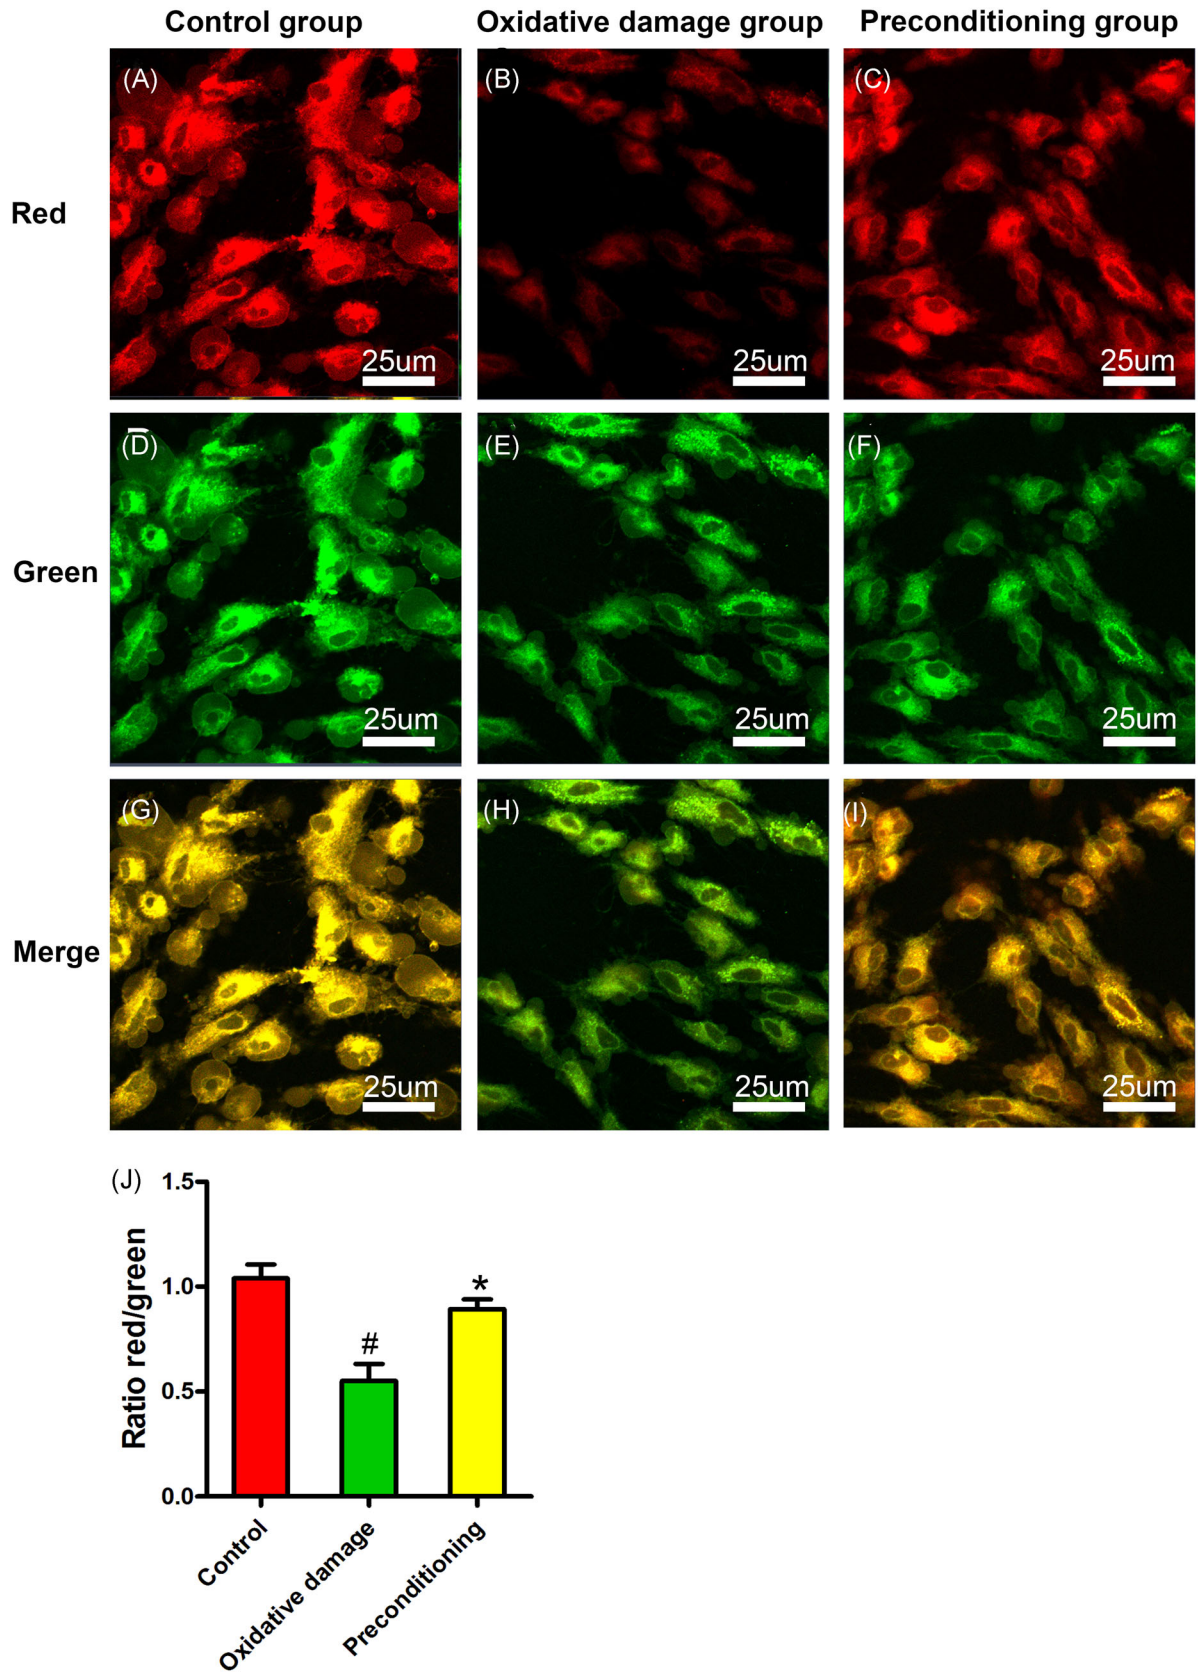 Control group Oxidative damage group Preconditioning group
Red
(A) 25um
(B) 25um
(C) 25um
Green
(D) 25um
(E) 25um
(F) 25um
Merge
(G) 25um
(H) 25um
(I) 25um
(J)
Ratio red/green
1.5
1.0
0.5
0.0
#
*
Control
Oxidative damage
Preconditioning